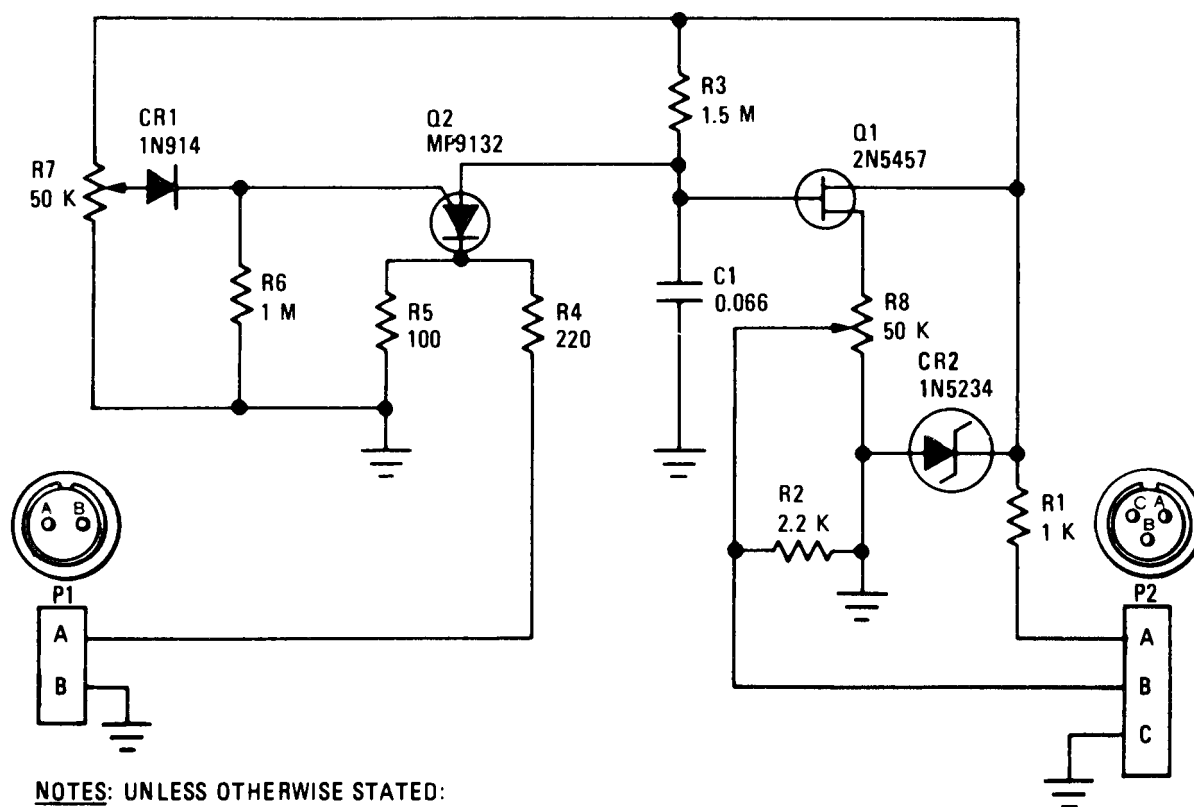 R3
1.5 M
CR1
1N914
Q2
MP9132
Q1
2N5457
R7
50 K
R6
1 M
R5
100
R4
220
C1
0.066
R8
50 K
CR2
1N5234
R2
2.2 K
R1
1 K
A B
P1
A
B
C A
B
P2
A
B
C
NOTES: UNLESS OTHERWISE STATED: